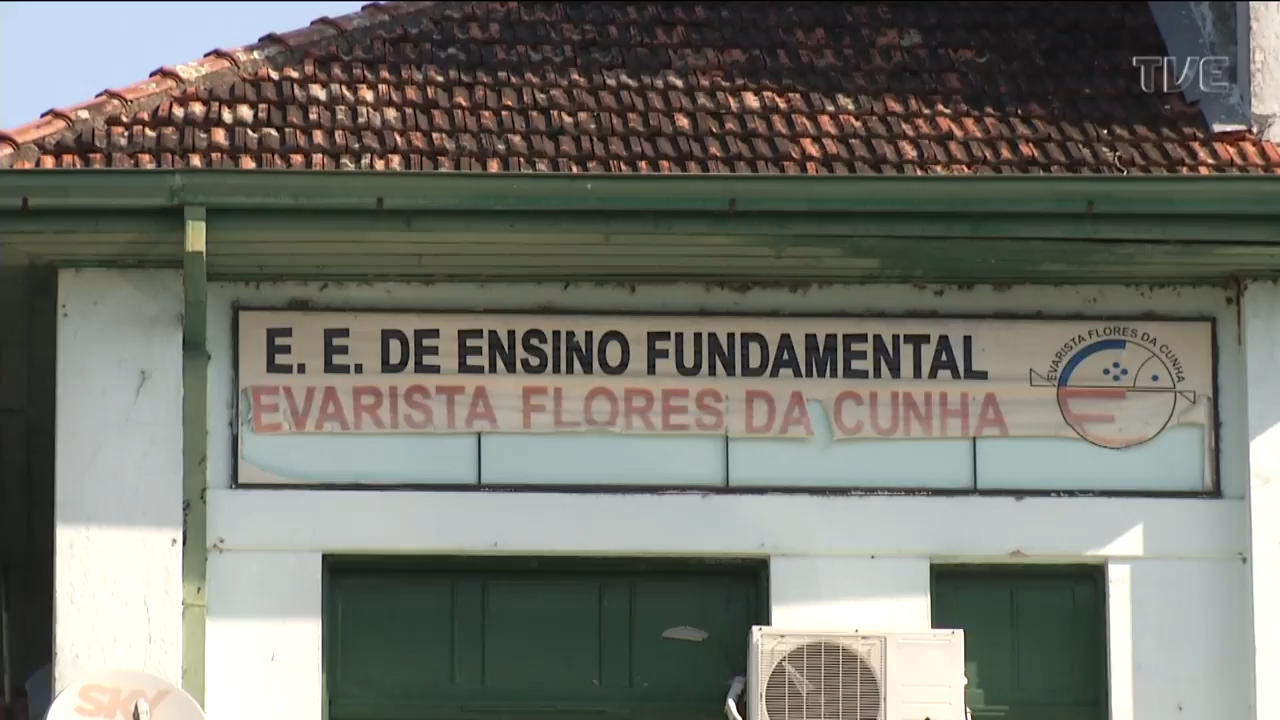 TVE
E. E. DE ENSINO FUNDAMENTAL
EVARISTA FLORES DA CUNHA
EVARISTA FLORES DA CUNHA
SKY